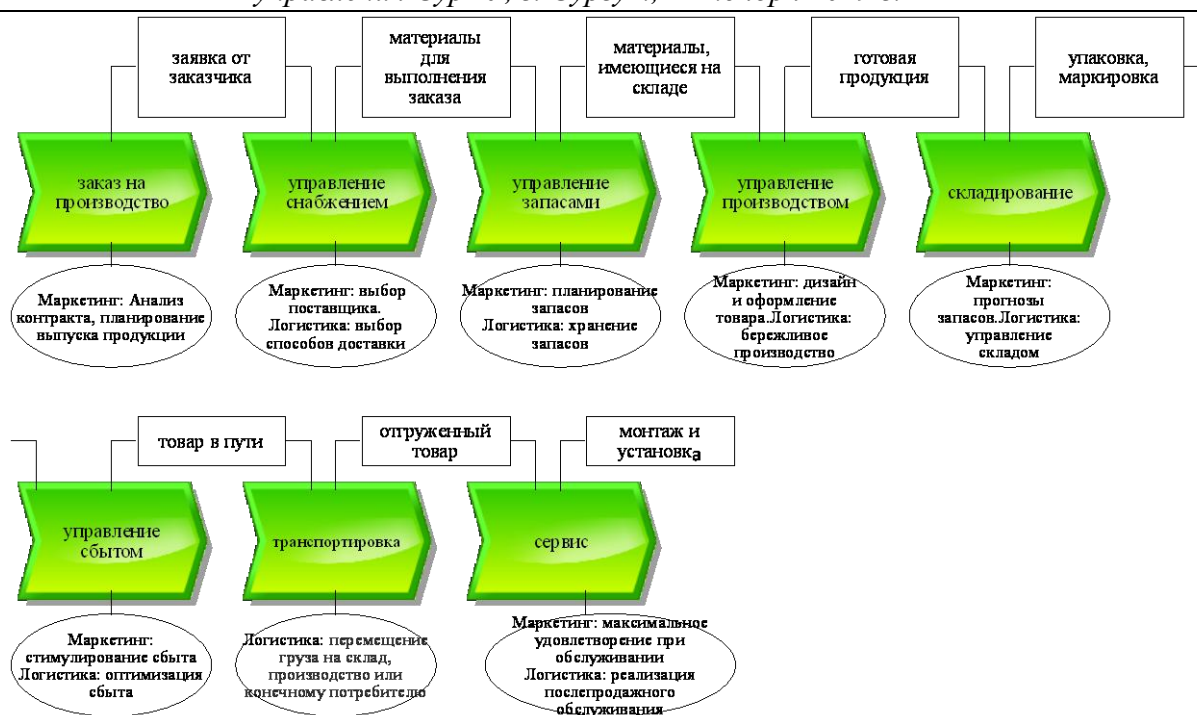 заявка от
заказчика
материалы
для
выполнения
заказа
материалы,
имеющиеся на
складе
готовая
продукция
упаковка,
маркировка
заказ на
производство
управление
снабжением
управление
запасами
управление
производством
складирование
Маркетинг: Анализ
контракта, планирование
выпуска продукции
Маркетинг: выбор
поставщика.
Логистика: выбор
способов доставки
Маркетинг: планирование
запасов
Логистика: хранение
запасов
Маркетинг: дизайн
и оформление
товара.Логистика:
бережливое
производство
Маркетинг:
прогнозы
запасов.Логистика:
управление
складом
товар в пути
отгруженный
товар
монтаж и
установка
управление
сбытом
транспортировка
сервис
Маркетинг:
стимулирование сбыта
Логистика: оптимизация
сбыта
Логистика: перемещение
груза на склад,
производство или
конечному потребителю
Маркетинг: максимальное
удовлетворение при
обслуживании
Логистика: реализация
послепродажного
обслуживания